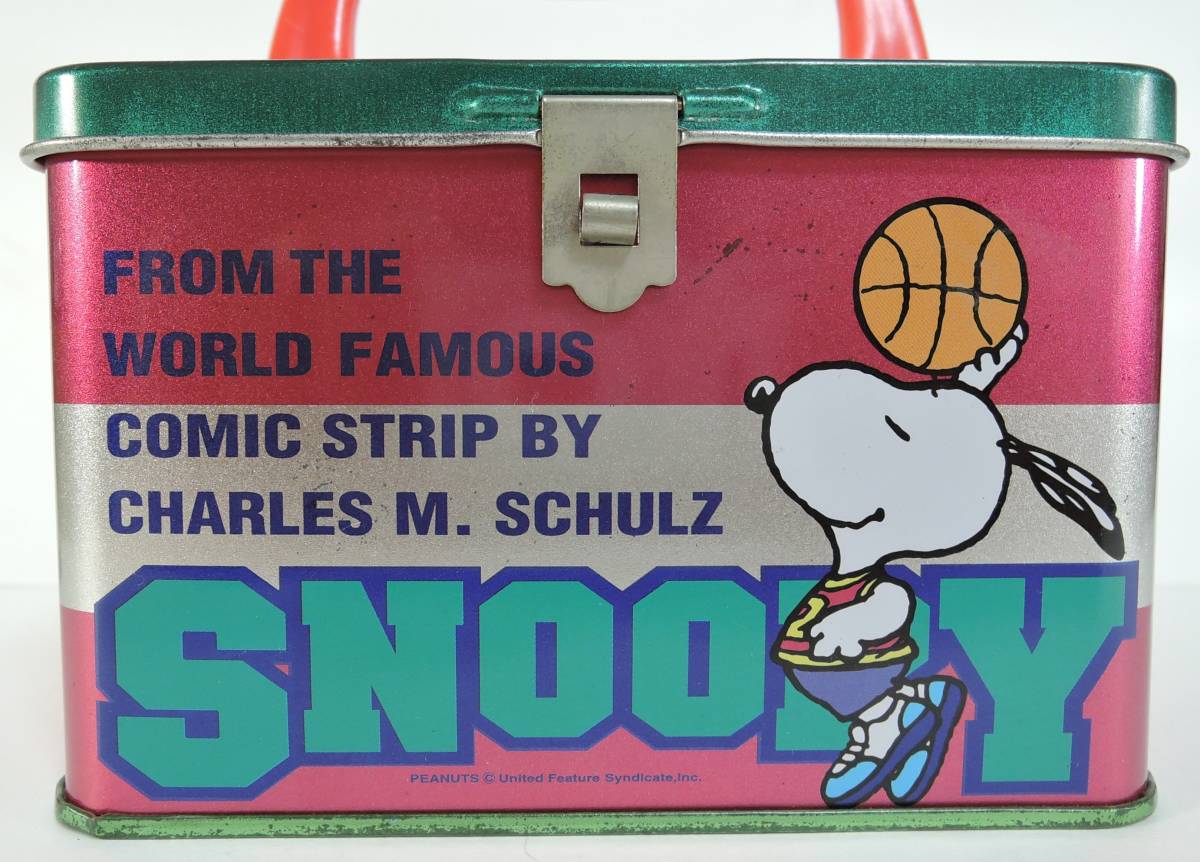 FROM THE
WORLD FAMOUS
COMIC STRIP BY
CHARLES M. SCHULZ
SNOOPY
PEANUTS © United Feature Syndicate,Inc.